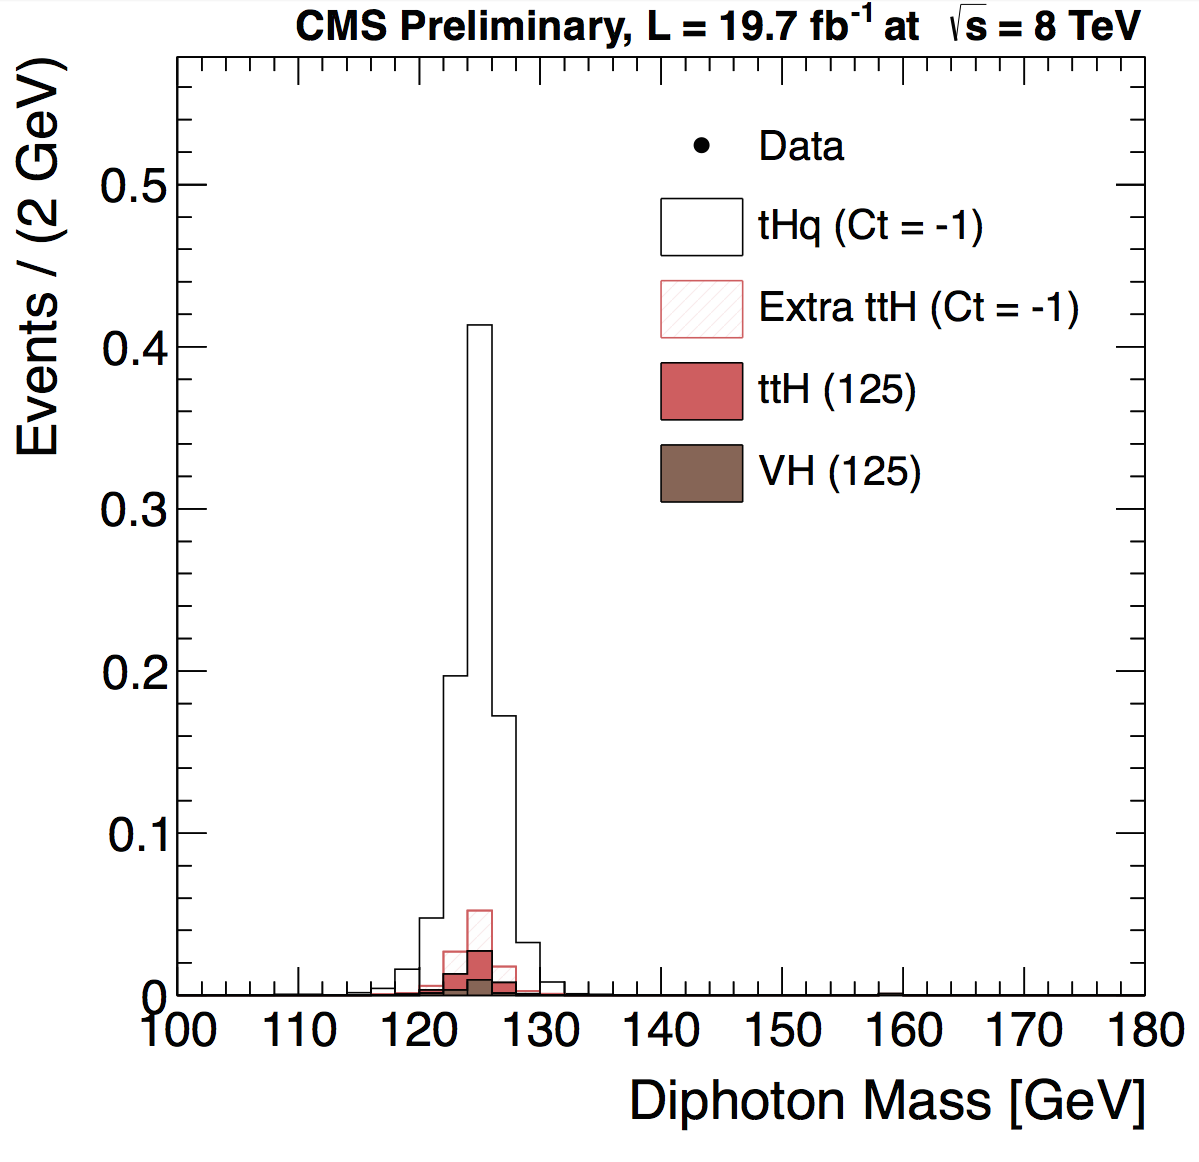 CMS Preliminary, L = 19.7 fb⁻¹ at √s = 8 TeV
Events / (2 GeV)
0.5
0.4
0.3
0.2
0.1
0
Data
tHq (Ct = -1)
Extra ttH (Ct = -1)
ttH (125)
VH (125)
100 110 120 130 140 150 160 170 180
Diphoton Mass [GeV]